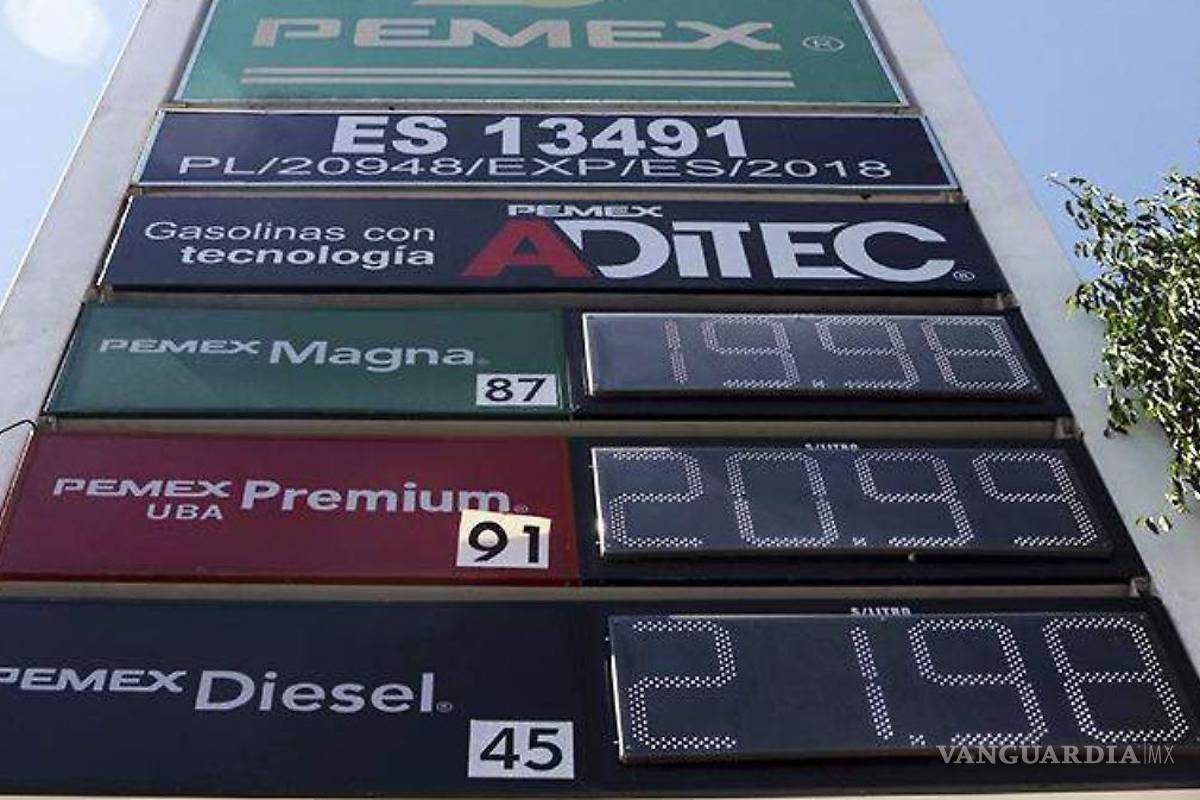 PEMEX®
ES 13491
PL/20948/EXP/ES/2018
Gasolinas con
tecnología
PEMEX
ADITEC®
PEMEX Magna®
87
19.98
PEMEX Premium®
UBA
91
S/LITRO
20.99
PEMEX Diesel®
45
S/LITRO
21.98
VANGUARDIA|MX